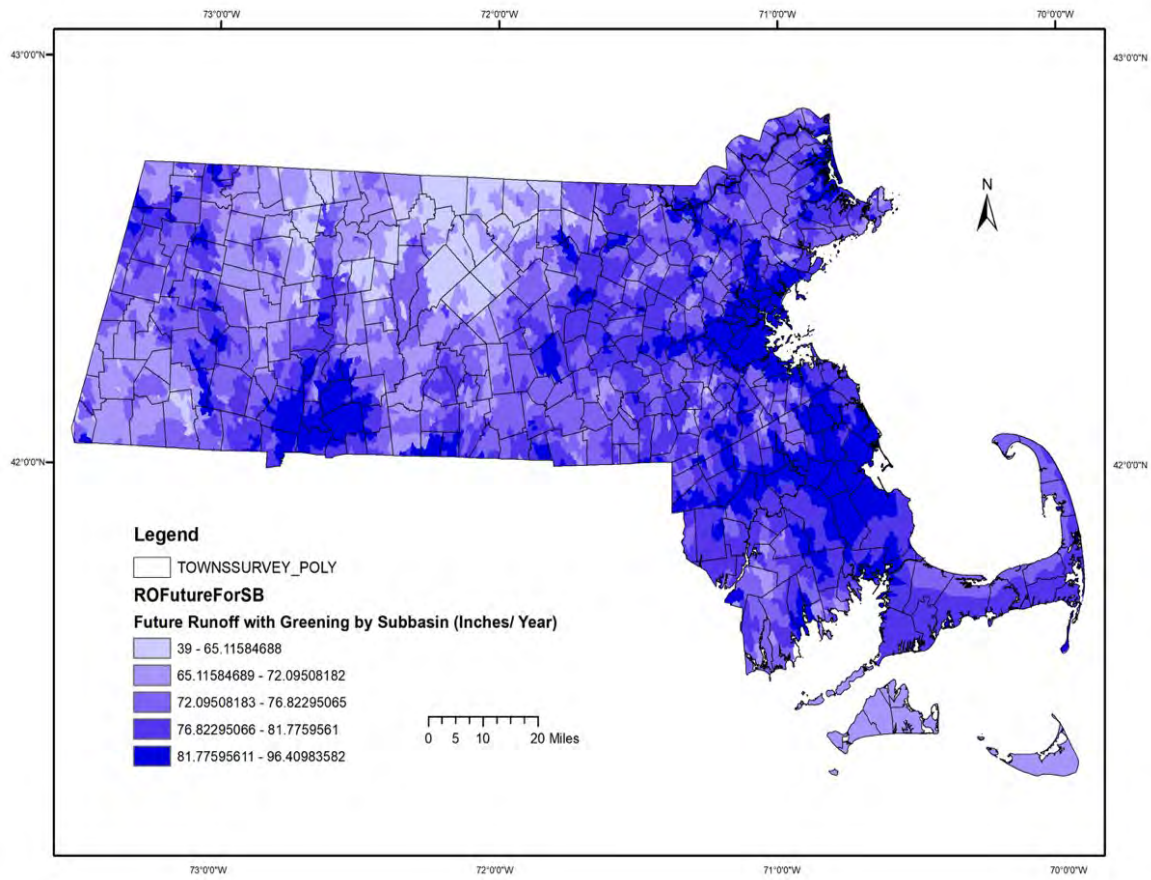 73°0'0"W 72°0'0"W 71°0'0"W 70°0'0"W
43°0'0"N 43°0'0"N
N
42°0'0"N 42°0'0"N
Legend
TOWNSSURVEY_POLY
ROFutureForSB
Future Runoff with Greening by Subbasin (Inches/ Year)
39 - 65.11584688
65.11584689 - 72.09508182
72.09508183 - 76.82295065
76.82295066 - 81.7759561
81.77595611 - 96.40983582
0 5 10 20 Miles
73°0'0"W 72°0'0"W 71°0'0"W 70°0'0"W